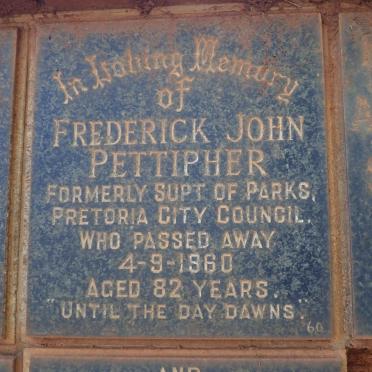 In Loving Memory
of
FREDERICK JOHN
PETTIPHER
FORMERLY SUPT OF PARKS,
PRETORIA CITY COUNCIL.
WHO PASSED AWAY
4-9-1960
AGED 82 YEARS.
"UNTIL THE DAY DAWNS."
60
AND